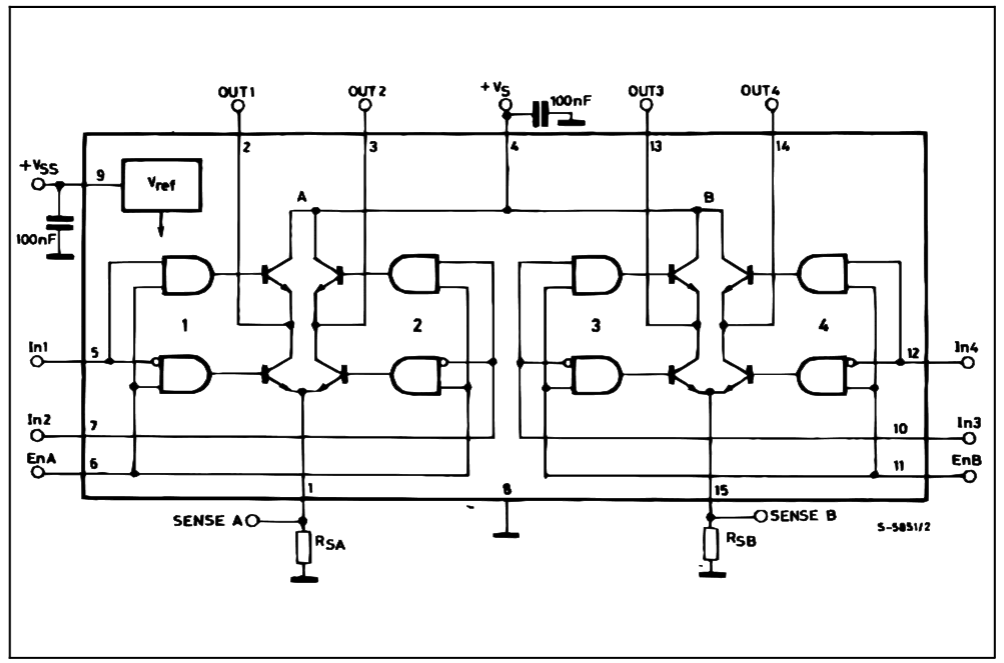 OUT1 OUT2 +VS 100nF OUT3 OUT4
2 3 4 13 14
+VSS 9 Vref
A B
100nF
1 2 3 4
In1 5 12 In4
In2 7 10 In3
EnA 6 11 EnB
1 8 15
SENSE A SENSE B
S-5851/2
RSA RSB